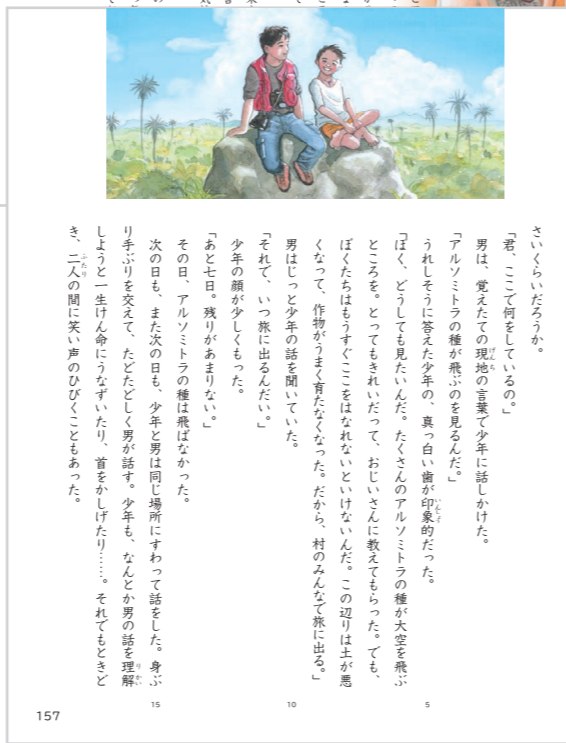 さいくらいだろうか。
「君、ここで何をしているの。」
男は、覚えたての現地の言葉で少年に話しかけた。
「アルソミトラの種が飛ぶのを見るんだ。」
うれしそうに答えた少年の、真っ白い歯が印象的だった。
「ぼく、どうしても見たいんだ。たくさんのアルソミトラの種が大空を飛ぶ
ところを。とってもきれいだって、おじいさんに教えてもらった。でも、
ぼくたちはもうすぐここをはなれないといけないんだ。この辺りは土が悪
くなって、作物がうまく育たなくなった。だから、村のみんなで旅に出る。」
男はじっと少年の話を聞いていた。
「それで、いつ旅に出るんだい。」
少年の顔が少しくもった。
「あと七日。残りがあまりない。」
その日、アルソミトラの種は飛ばなかった。
次の日も、また次の日も、少年と男は同じ場所にすわって話をした。身ぶ
り手ぶりを交えて、たどたどしく男が話す。少年も、なんとか男の話を理解
しようと一生けん命にうなずいたり、首をかしげたり……。それでもときど
き、二人の間に笑い声のひびくこともあった。
げんち
いんしょう
りかい
ふたり
5
10
15
157